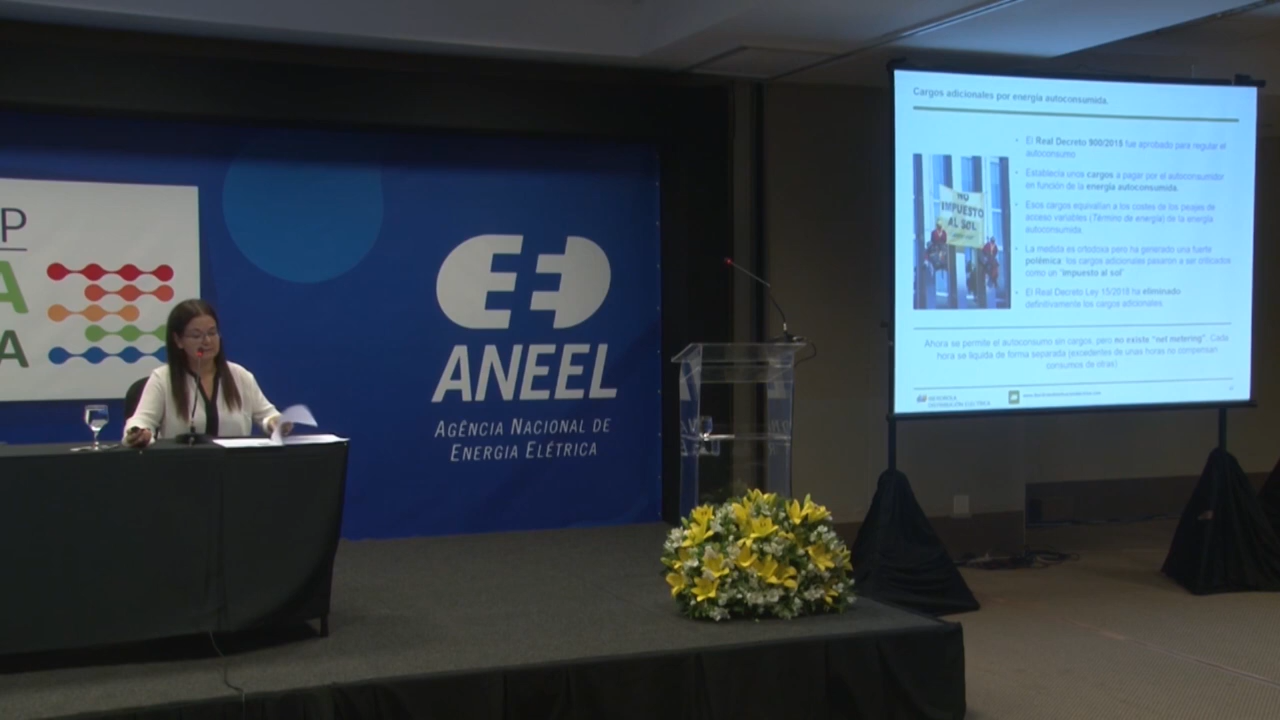 P
A
A
ANEEL
AGÊNCIA NACIONAL DE
ENERGIA ELÉTRICA
Cargos adicionales por energía autoconsumida.
NO
IMPUESTO
AL SOL
• El Real Decreto 900/2015 fue aprobado para regular el
autoconsumo
• Establecía unos cargos a pagar por el autoconsumidor
en función de la energía autoconsumida.
• Esos cargos equivalían a los costes de los peajes de
acceso variables (Término de energía) de la energía
autoconsumida.
• La medida es ortodoxa pero ha generado una fuerte
polémica: los cargos adicionales pasaron a ser criticados
como un "impuesto al sol"
• El Real Decreto Ley 15/2018 ha eliminado
definitivamente los cargos adicionales
Ahora se permite el autoconsumo sin cargos, pero no existe "net metering". Cada
hora se liquida de forma separada (excedentes de unas horas no compensan
consumos de otras)
IBERDROLA
DISTRIBUCIÓN ELÉCTRICA